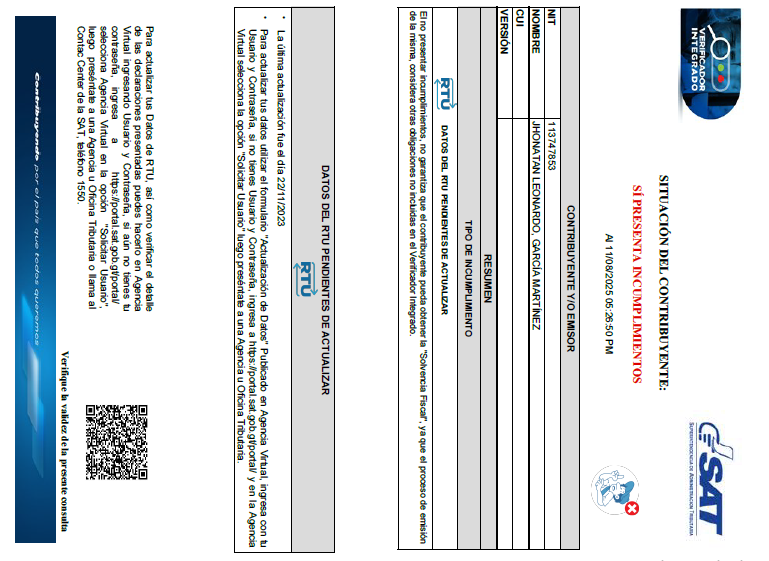 VERIFICADOR
INTEGRADO
SAT
SUPERINTENDENCIA DE ADMINISTRACIÓN TRIBUTARIA
SITUACIÓN DEL CONTRIBUYENTE:
SÍ PRESENTA INCUMPLIMIENTOS
Al 11/08/2025 05:26:50 PM
CONTRIBUYENTE Y/O EMISOR
NIT 113747853
NOMBRE JHONATAN LEONARDO, GARCÍA MARTÍNEZ
CUI
VERSIÓN
RESUMEN
TIPO DE INCUMPLIMIENTO
RTU DATOS DEL RTU PENDIENTES DE ACTUALIZAR
El no presentar incumplimientos, no garantiza que el contribuyente pueda obtener la "Solvencia Fiscal", ya que el proceso de emisión
de la misma, considera otras obligaciones no incluidas en el Verificador Integrado.
DATOS DEL RTU PENDIENTES DE ACTUALIZAR
RTU
• La última actualización fue el día 22/11/2023
• Para actualizar tus datos utilizar el formulario "Actualización de Datos" Publicado en Agencia Virtual, ingresa con tu
Usuario y Contraseña, si no tienes Usuario y Contraseña, ingresa a https://portal.sat.gob.gt/portal/ y en la Agencia
Virtual selecciona la opción "Solicitar Usuario" luego preséntate a una Agencia u Oficina Tributaria.
Para actualizar tus Datos de RTU, así como verificar el detalle
de las declaraciones presentadas puedes hacerlo en Agencia
Virtual ingresando Usuario y Contraseña, si aún no tienes tu
contraseña, ingresa a https://portal.sat.gob.gt/portal/
selecciona Agencia Virtual en la opción "Solicitar Usuario",
luego preséntate a una Agencia u Oficina Tributaria o llama al
Contac Center de la SAT, teléfono 1550.
Verifique la validez de la presente consulta
Contribuyendo por el país que todos queremos